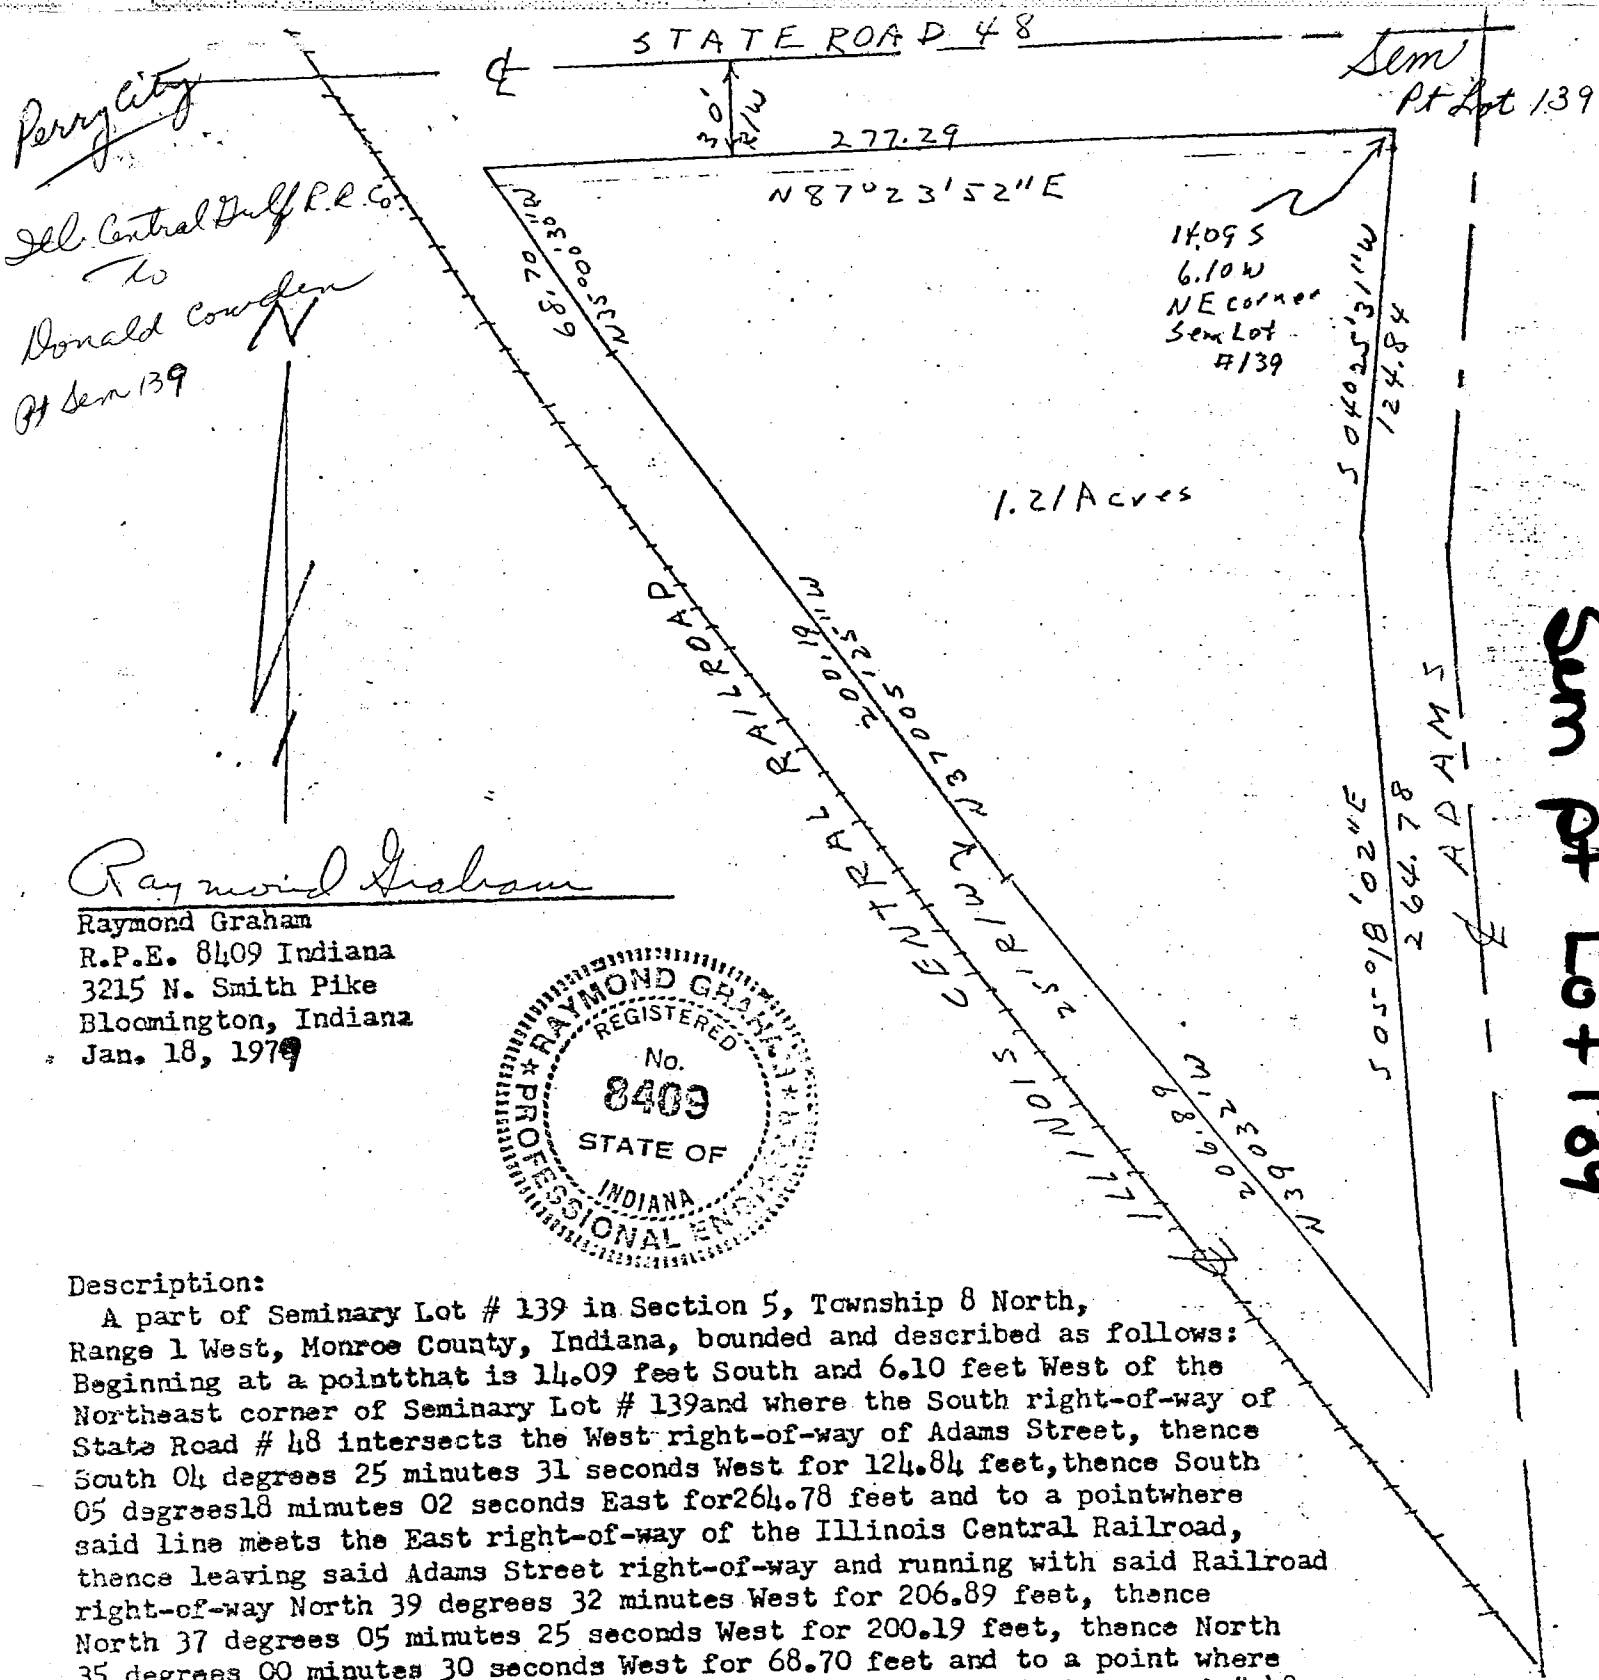 STATE ROAD 48
℄
Perry City
Sem
Pt Lot 139
30'
R/W
277.29
N 87°23'52"E
Ill. Central Gulf R.R. Co.
To
Donald Cowden
Pt Sem 139
N
N35°00'30"W
68.70
14.09 S
6.10 W
NE corner
Sem Lot
#139
S 04°25'31"W
124.84
1.21 Acres
N37°05'25"W
200.19
25' R/WY
ILLINOIS CENTRAL RAILROAD
℄
S 05°18'02"E
264.78
℄ ADAMS
Sem pt Lot 139
N39°32'W
206.89
Raymond Graham
Raymond Graham
R.P.E. 8409 Indiana
3215 N. Smith Pike
Bloomington, Indiana
Jan. 18, 1979
RAYMOND GRAHAM
REGISTERED
No.
8409
STATE OF
INDIANA
PROFESSIONAL ENGINEER
Description:
A part of Seminary Lot # 139 in Section 5, Township 8 North,
Range 1 West, Monroe County, Indiana, bounded and described as follows:
Beginning at a pointthat is 14.09 feet South and 6.10 feet West of the
Northeast corner of Seminary Lot # 139and where the South right-of-way of
State Road # 48 intersects the West right-of-way of Adams Street, thence
South 04 degrees 25 minutes 31 seconds West for 124.84 feet,thence South
05 degrees18 minutes 02 seconds East for264.78 feet and to a pointwhere
said line meets the East right-of-way of the Illinois Central Railroad,
thence leaving said Adams Street right-of-way and running with said Railroad
right-of-way North 39 degrees 32 minutes West for 206.89 feet, thence
North 37 degrees 05 minutes 25 seconds West for 200.19 feet, thence North
35 degrees 00 minutes 30 seconds West for 68.70 feet and to a point where